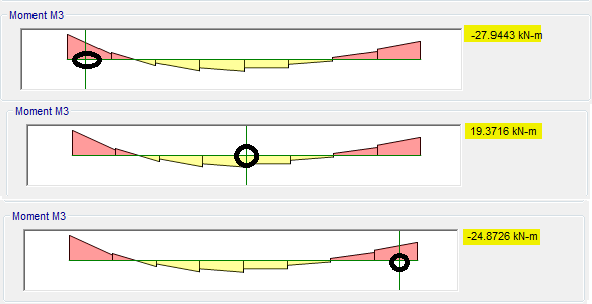 Moment M3
-27.9443 kN-m
Moment M3
19.3716 kN-m
Moment M3
-24.8726 kN-m